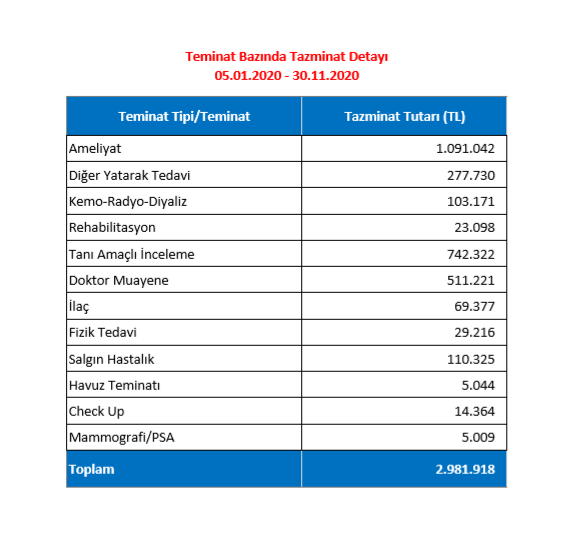 Teminat Bazında Tazminat Detayı
05.01.2020 - 30.11.2020
Teminat Tipi/Teminat Tazminat Tutarı (TL)
Ameliyat 1.091.042
Diğer Yatarak Tedavi 277.730
Kemo-Radyo-Diyaliz 103.171
Rehabilitasyon 23.098
Tanı Amaçlı İnceleme 742.322
Doktor Muayene 511.221
İlaç 69.377
Fizik Tedavi 29.216
Salgın Hastalık 110.325
Havuz Teminatı 5.044
Check Up 14.364
Mammografi/PSA 5.009
Toplam 2.981.918